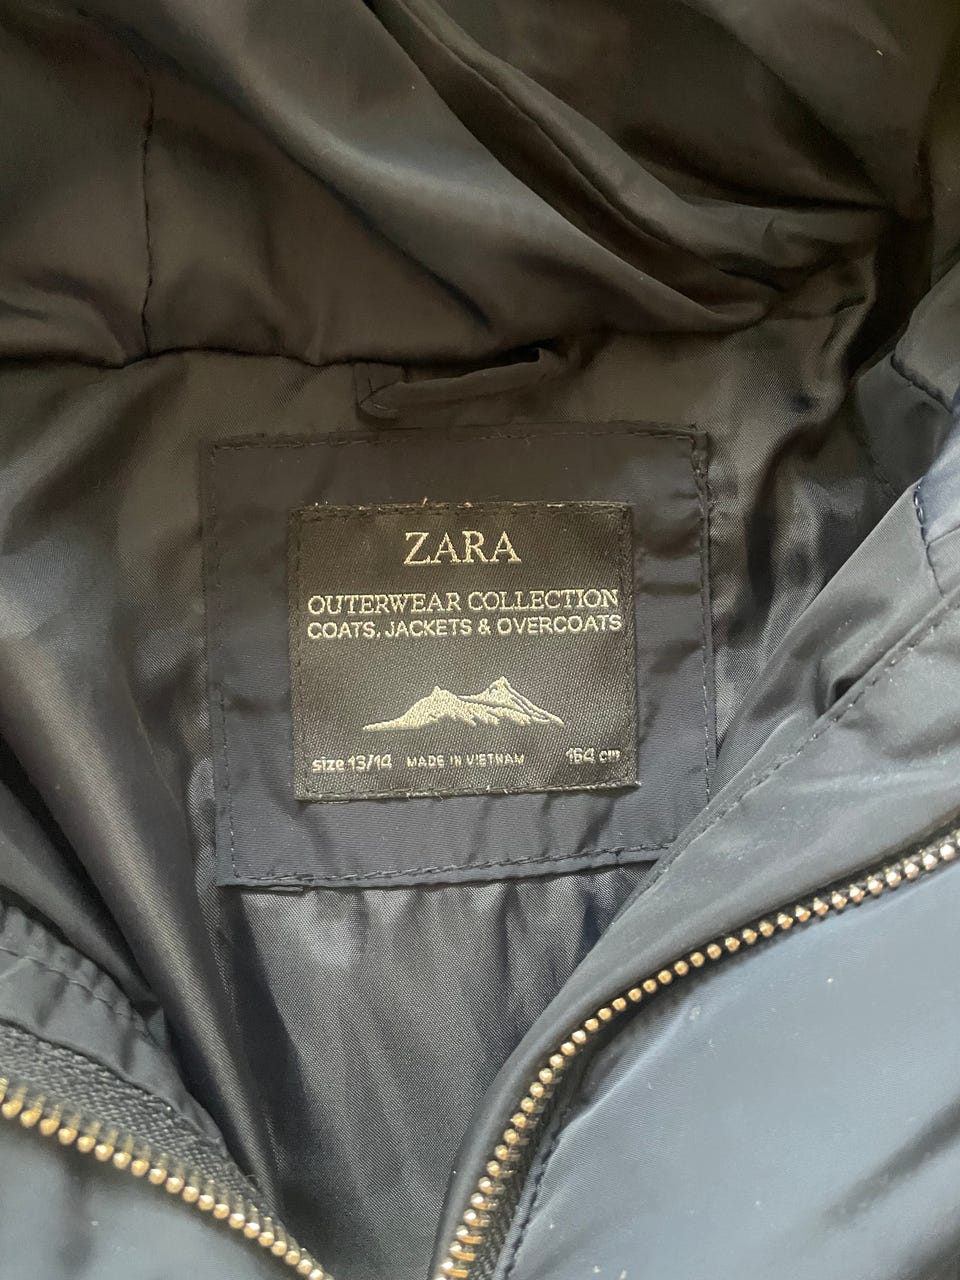 ZARA
OUTERWEAR COLLECTION
COATS, JACKETS & OVERCOATS
size 13/14 MADE IN VIETNAM 164 cm